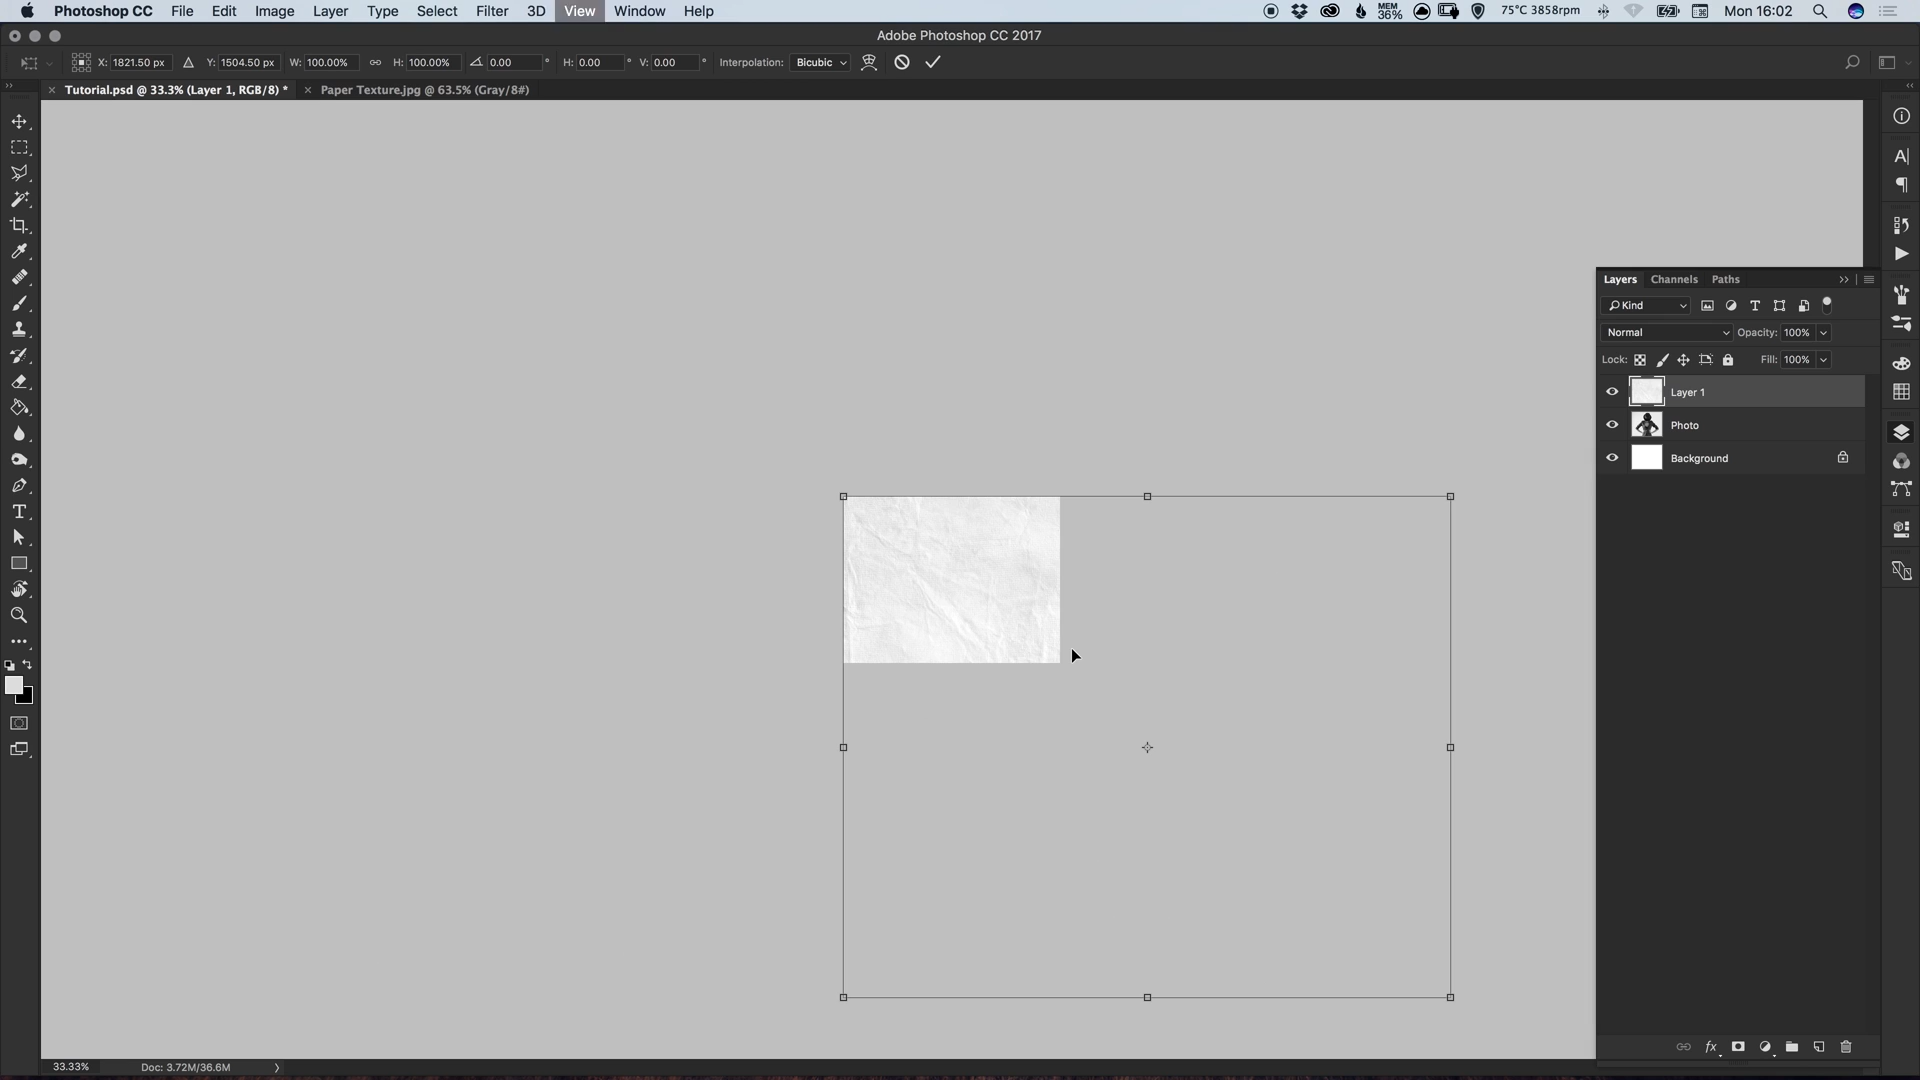 Photoshop CC File Edit Image Layer Type Select Filter 3D View Window Help MEM 36% 75°C 3858rpm Mon 16:02
Adobe Photoshop CC 2017
X: 1821.50 px Y: 1504.50 px W: 100.00% H: 100.00% 0.00 ° H: 0.00 ° V: 0.00 ° Interpolation: Bicubic
Tutorial.psd @ 33.3% (Layer 1, RGB/8) * Paper Texture.jpg @ 63.5% (Gray/8#)
Layers Channels Paths
Kind
Normal Opacity: 100%
Lock: Fill: 100%
Layer 1
Photo
Background
33.33% Doc: 3.72M/36.6M